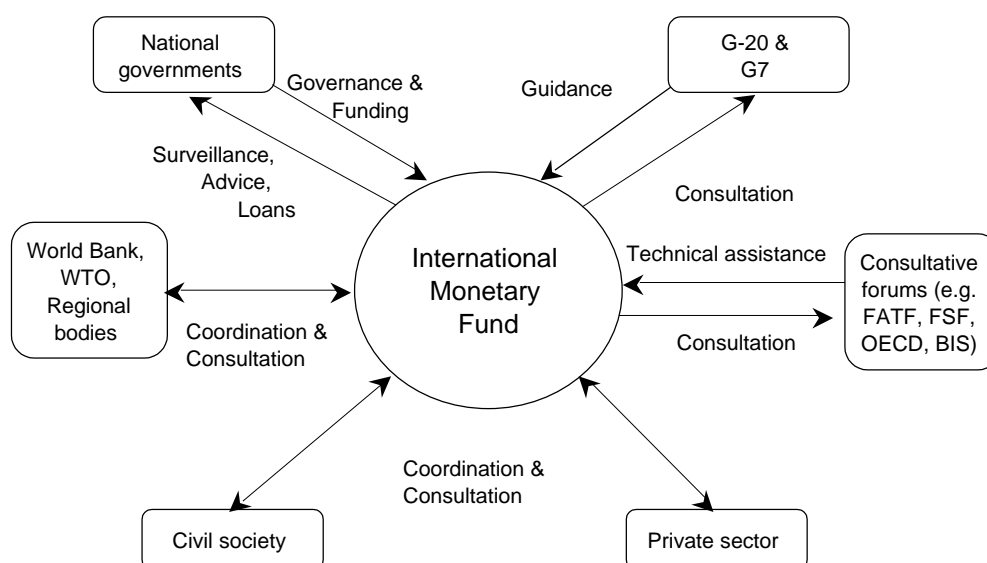 National
governments
G-20 &
G7
Governance &
Funding
Guidance
Surveillance,
Advice,
Loans
Consultation
World Bank,
WTO,
Regional
bodies
International
Monetary
Fund
Technical assistance
Consultative
forums (e.g.
FATF, FSF,
OECD, BIS)
Coordination &
Consultation
Consultation
Coordination &
Consultation
Civil society
Private sector